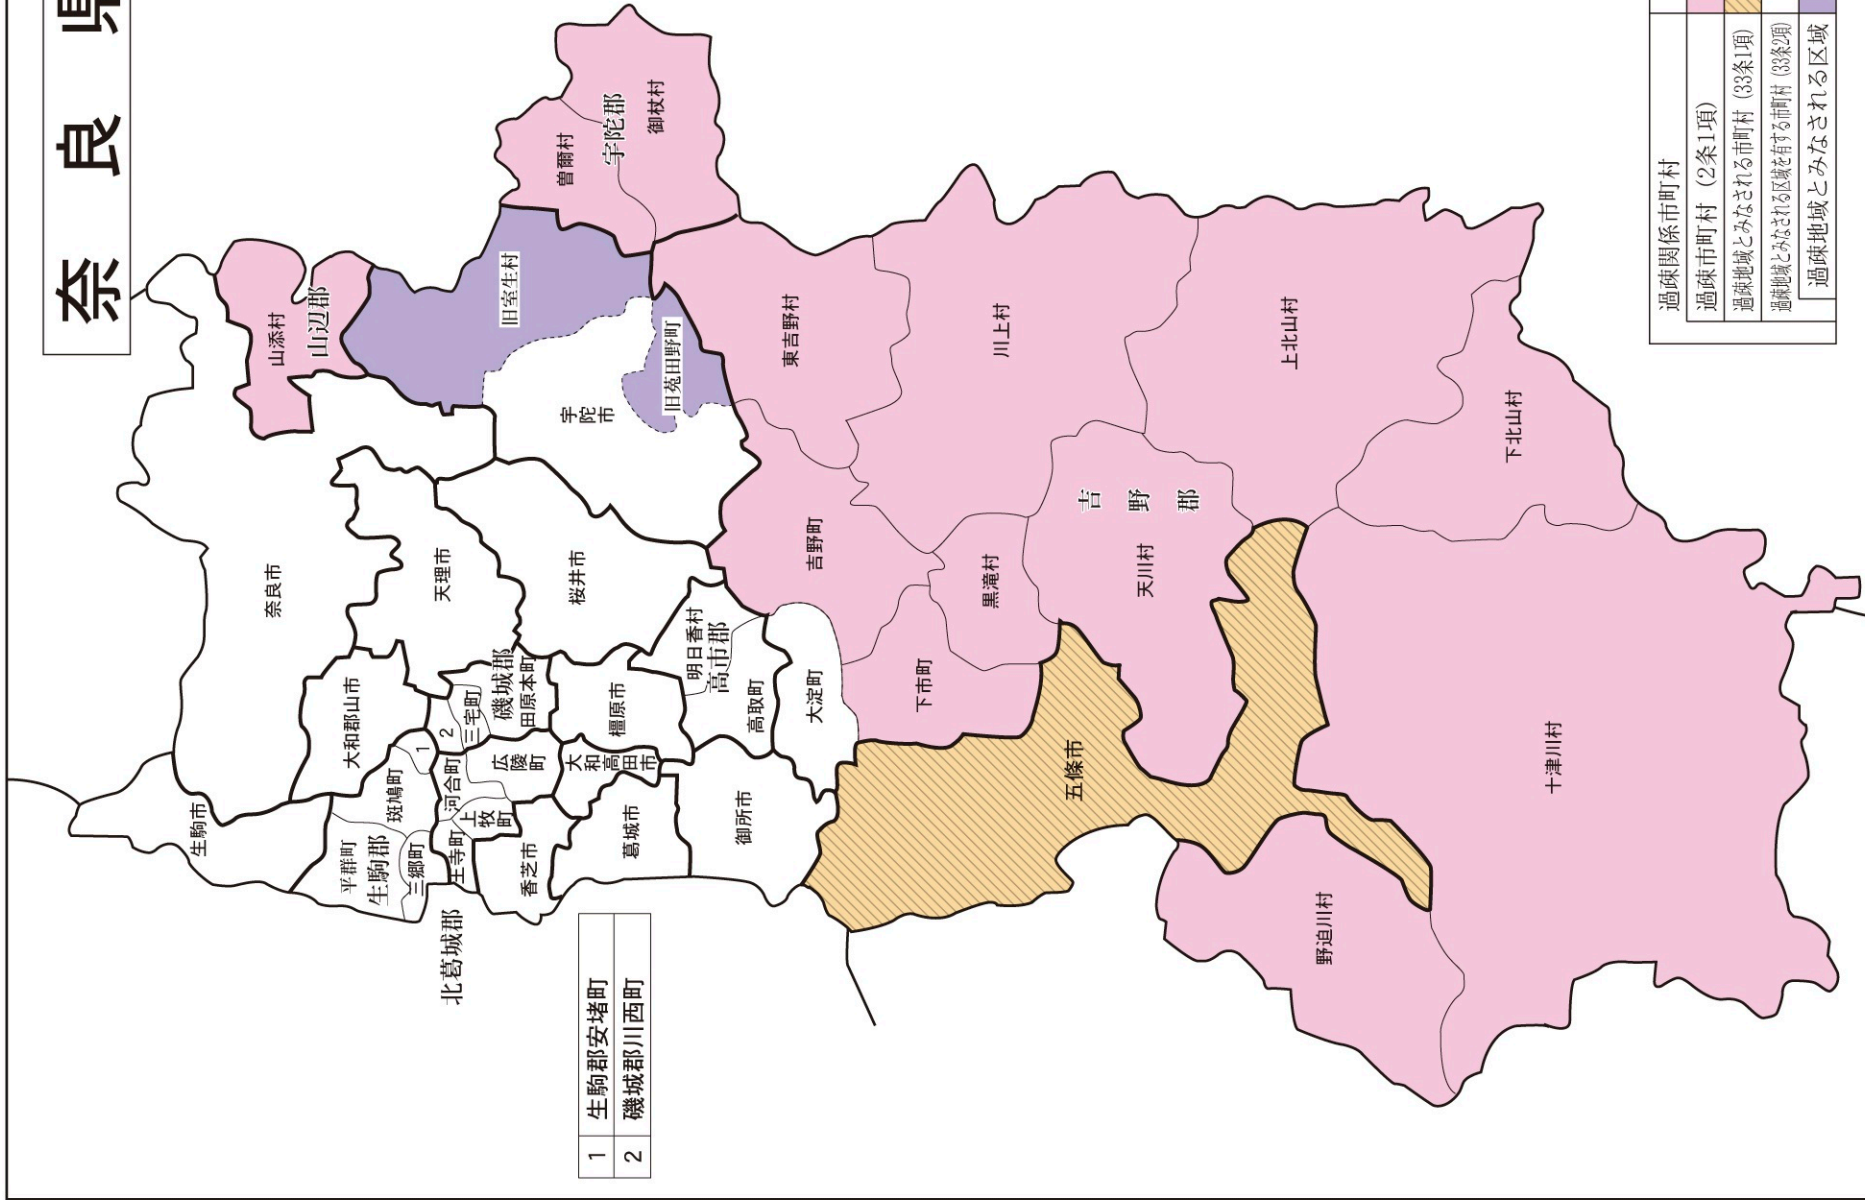 奈良県
奈良市
山添村
山辺郡
生駒市
大和郡山市
天理市
平群町
生駒郡
三郷町
斑鳩町
1
2
三宅町
磯城郡
田原本町
河合町
広陵町
上牧町
王寺町
香芝市
北葛城郡
大和高田市
橿原市
桜井市
葛城市
御所市
明日香村
高市郡
高取町
大淀町
宇陀市
旧室生村
旧菟田野町
曽爾村
宇陀郡
御杖村
東吉野村
吉野町
下市町
黒滝村
川上村
天川村
吉野郡
五條市
上北山村
下北山村
野迫川村
十津川村
1 生駒郡安堵町
2 磯城郡川西町
過疎関係市町村
過疎市町村（2条1項）
過疎地域とみなされる市町村（33条1項）
過疎地域とみなされる区域を有する市町村（33条2項）
過疎地域とみなされる区域